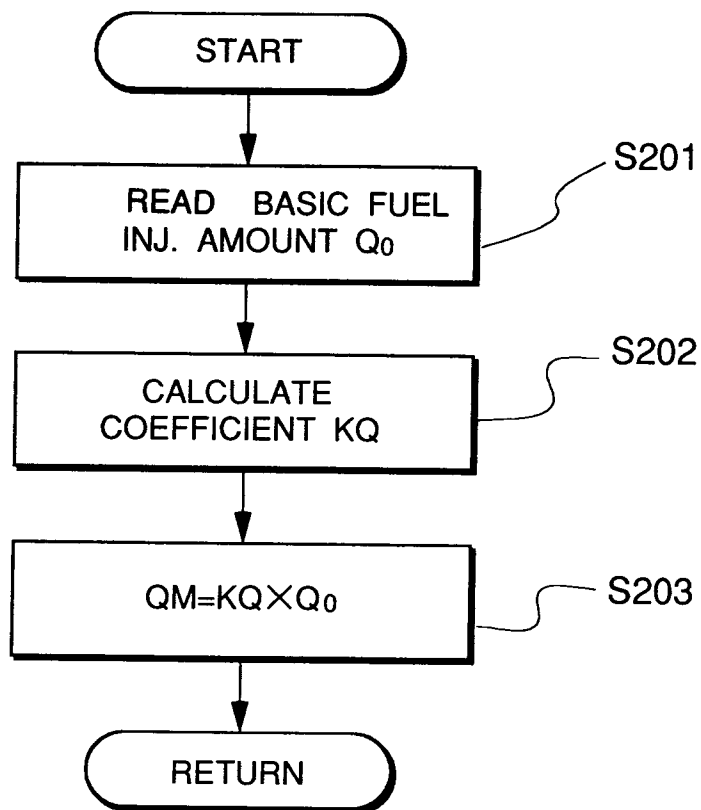 START
READ BASIC FUEL
INJ. AMOUNT Q0
S201
CALCULATE
COEFFICIENT KQ
S202
QM=KQ×Q0
S203
RETURN